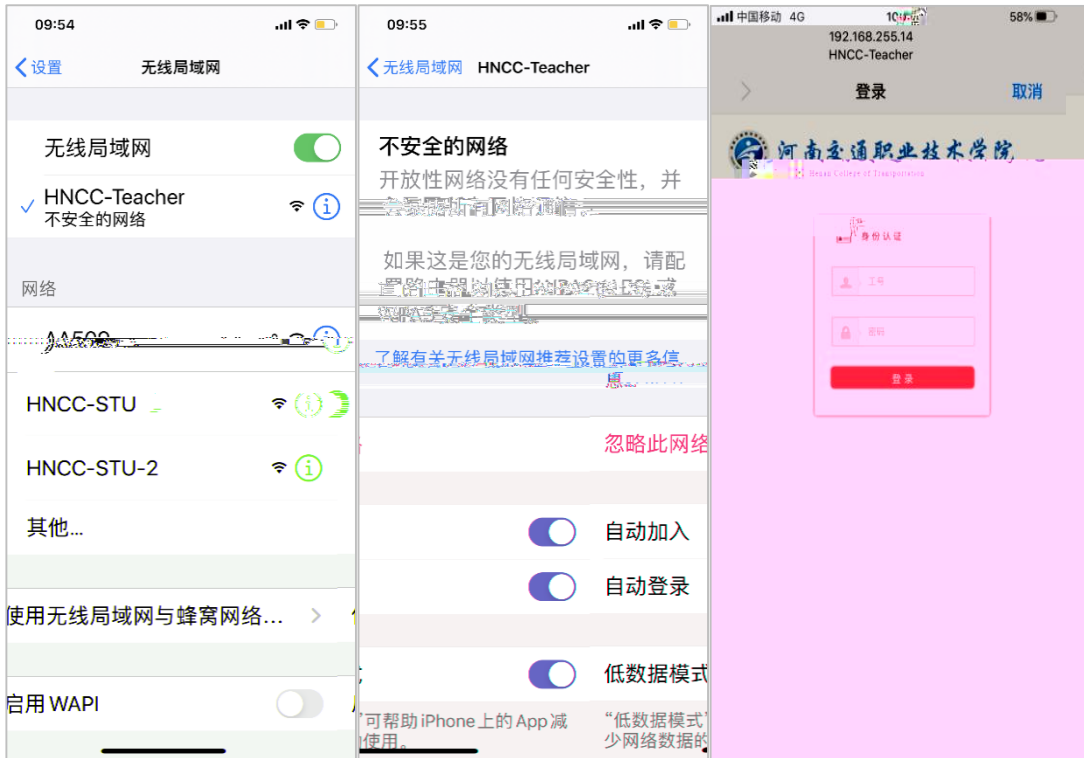 09:54
设置 无线局域网
无线局域网
HNCC-Teacher
不安全的网络
网络
HNCC-STU
HNCC-STU-2
其他...
使用无线局域网与蜂窝网络...
启用 WAPI
09:55
无线局域网 HNCC-Teacher
不安全的网络
开放性网络没有任何安全性，并
如果这是您的无线局域网，请配
了解有关无线局域网推荐设置的更多信
息
忽略此网络
自动加入
自动登录
低数据模式
可帮助 iPhone 上的 App 减 “低数据模式”
使用。 少网络数据的
中国移动 4G 58%
192.168.255.14
HNCC-Teacher
登录 取消
河南交通职业技术学院
Henan College of Transportation
身份认证
工号
密码
登录